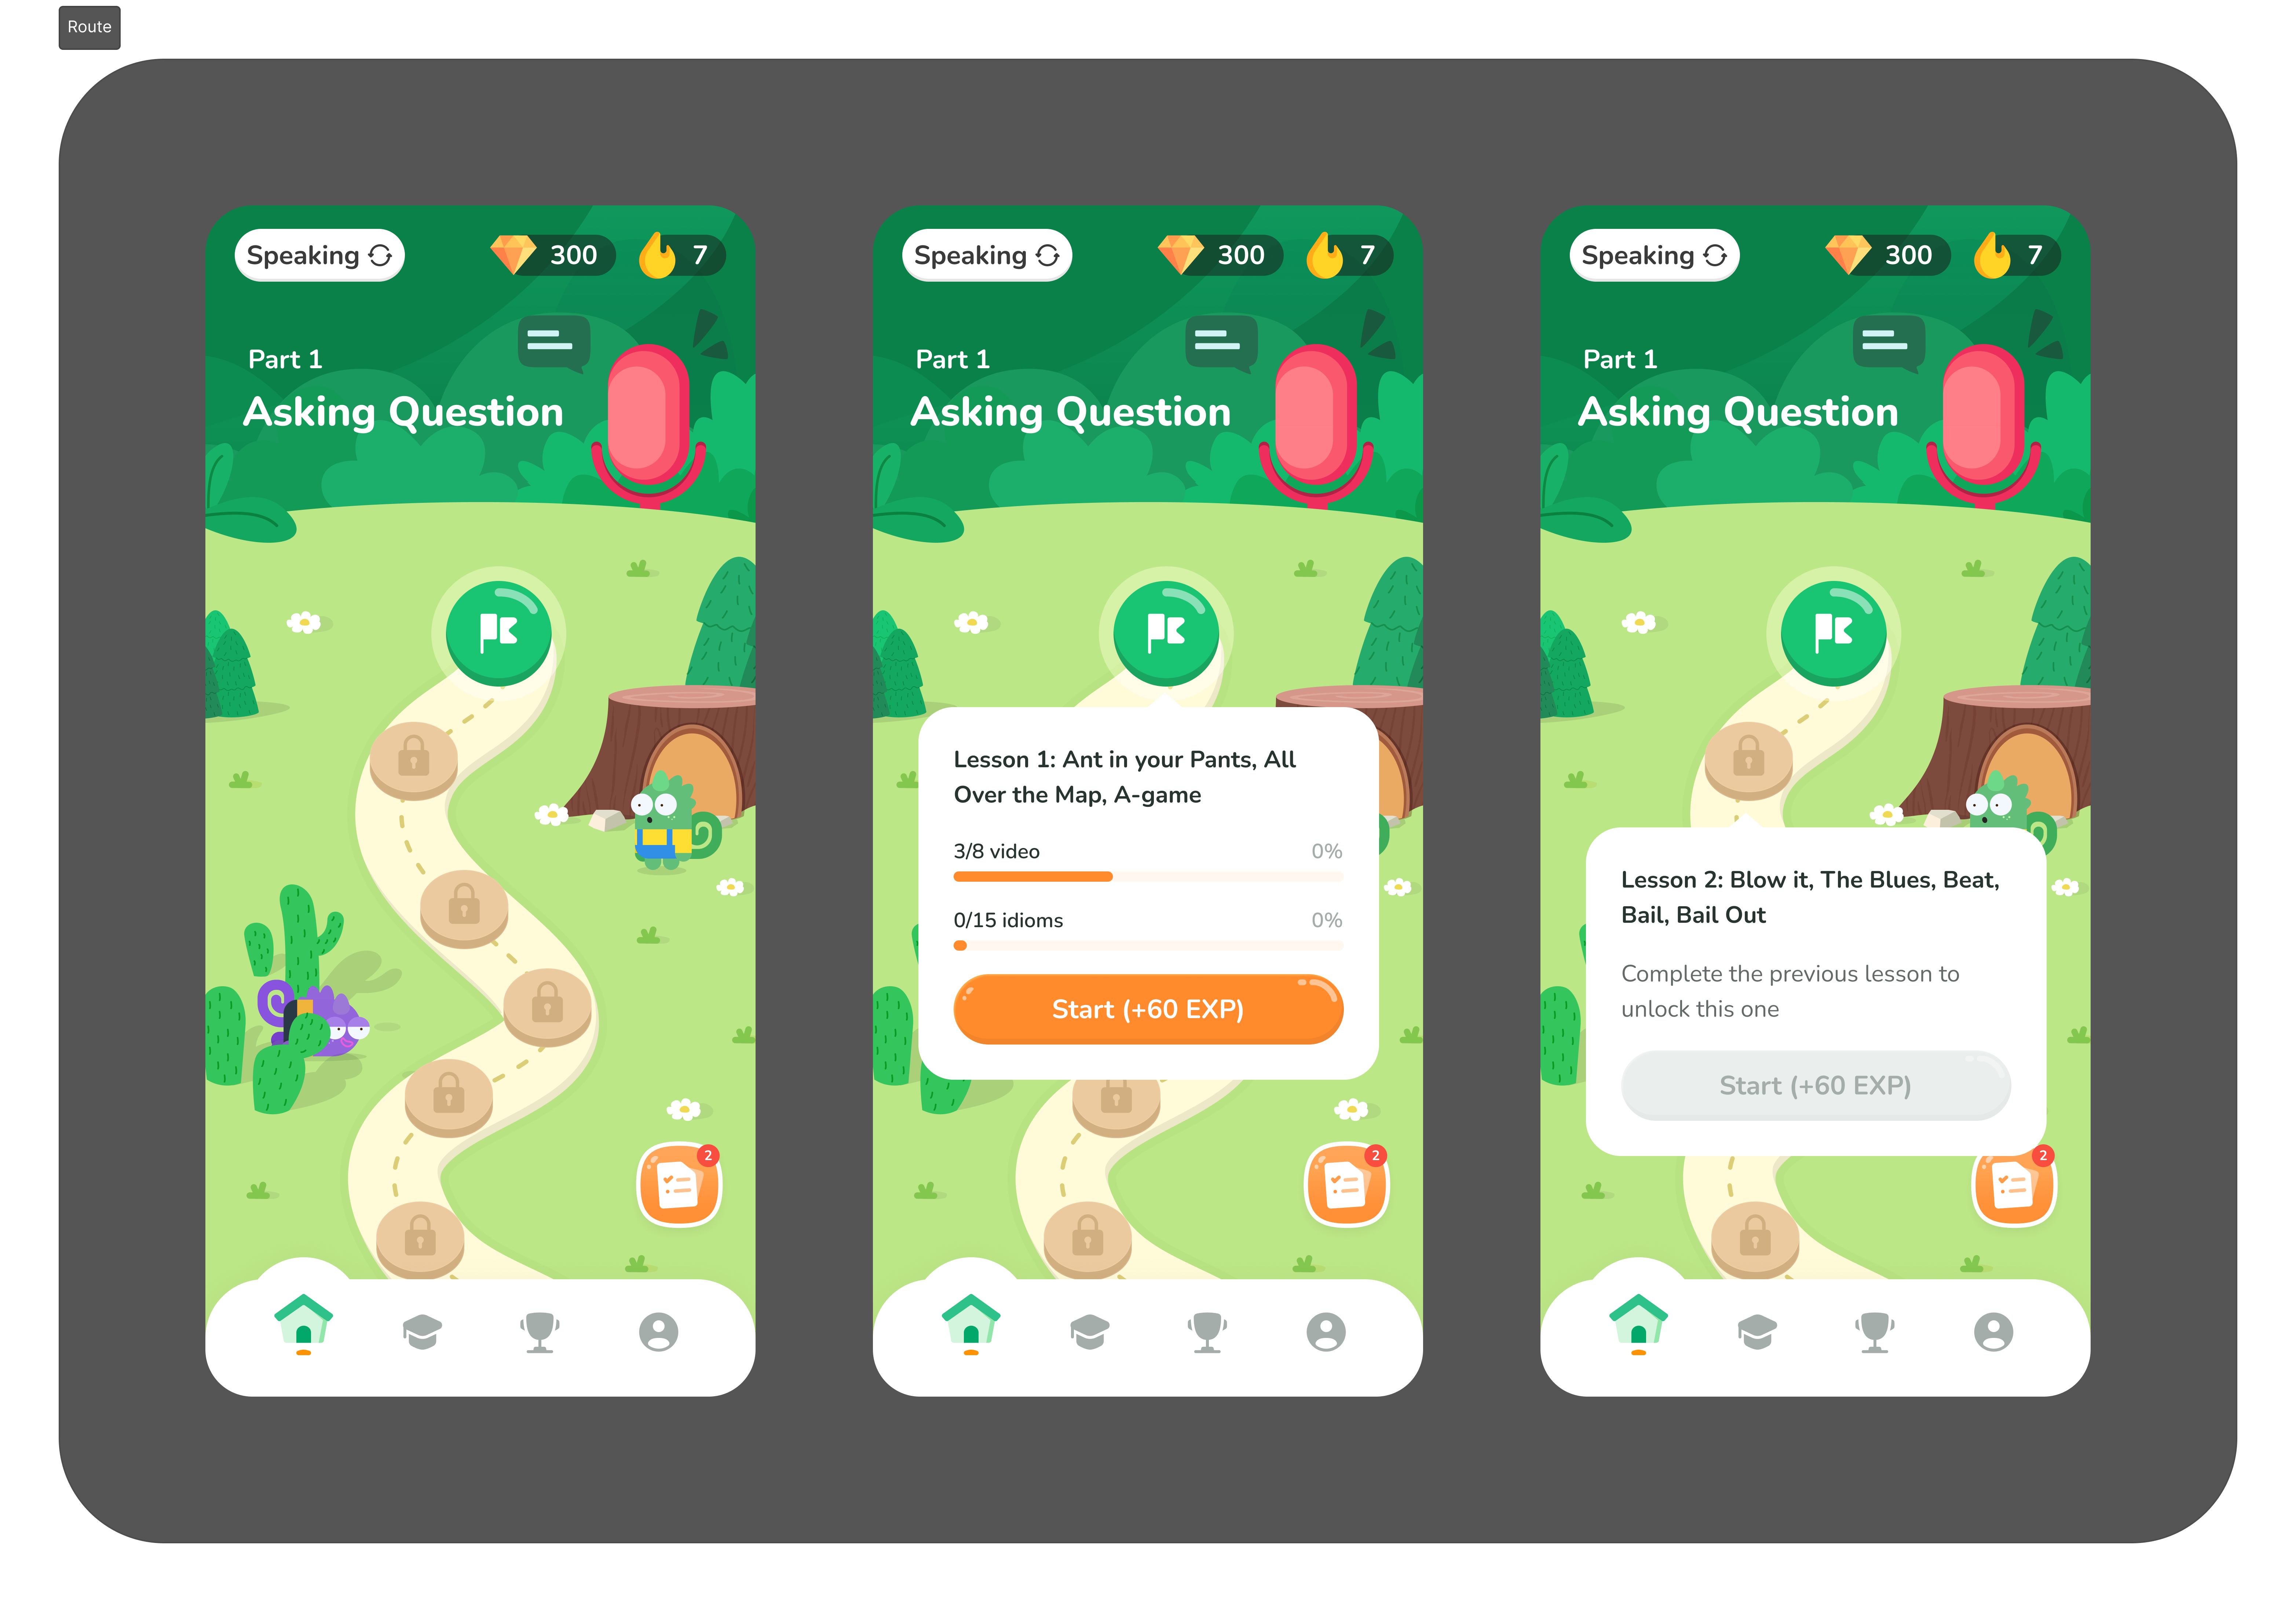 Route
Speaking
300
7
Part 1
Asking Question
2
Speaking
300
7
Part 1
Asking Question
Lesson 1: Ant in your Pants, All
Over the Map, A-game
3/8 video 0%
0/15 idioms 0%
Start (+60 EXP)
2
Speaking
300
7
Part 1
Asking Question
Lesson 2: Blow it, The Blues, Beat,
Bail, Bail Out
Complete the previous lesson to
unlock this one
Start (+60 EXP)
2